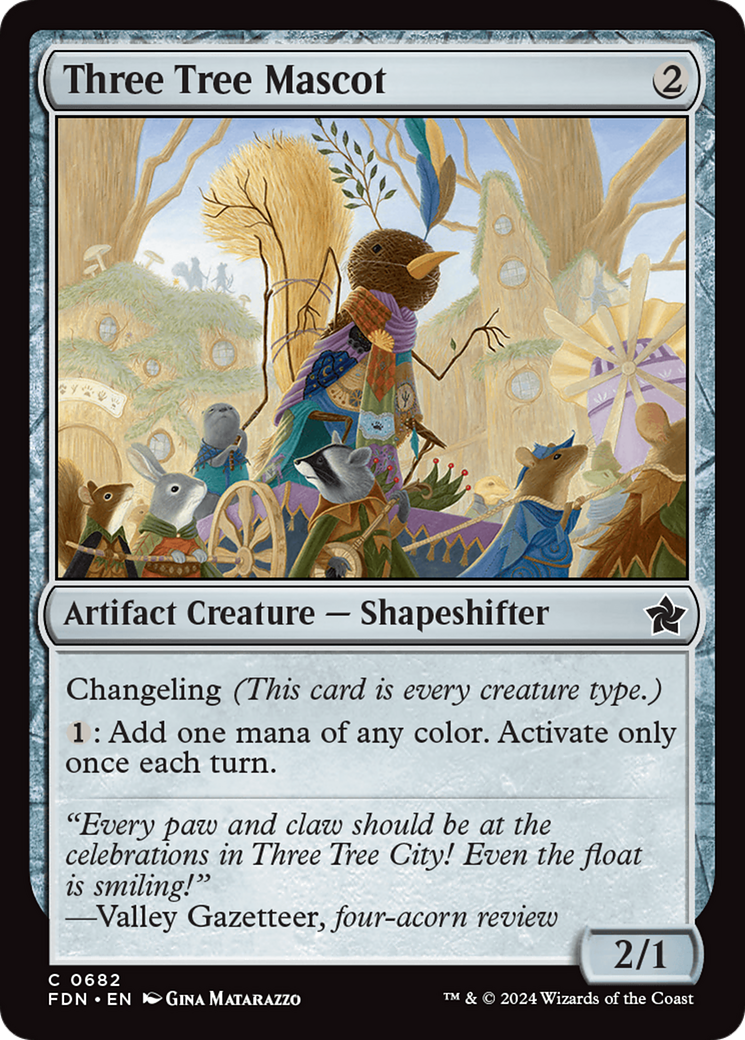 Three Tree Mascot 2
Artifact Creature — Shapeshifter
Changeling (This card is every creature type.)
1: Add one mana of any color. Activate only
once each turn.
“Every paw and claw should be at the
celebrations in Three Tree City! Even the float
is smiling!”
—Valley Gazetteer, four-acorn review
2/1
C 0682
FDN • EN Gina Matarazzo
™ & © 2024 Wizards of the Coast